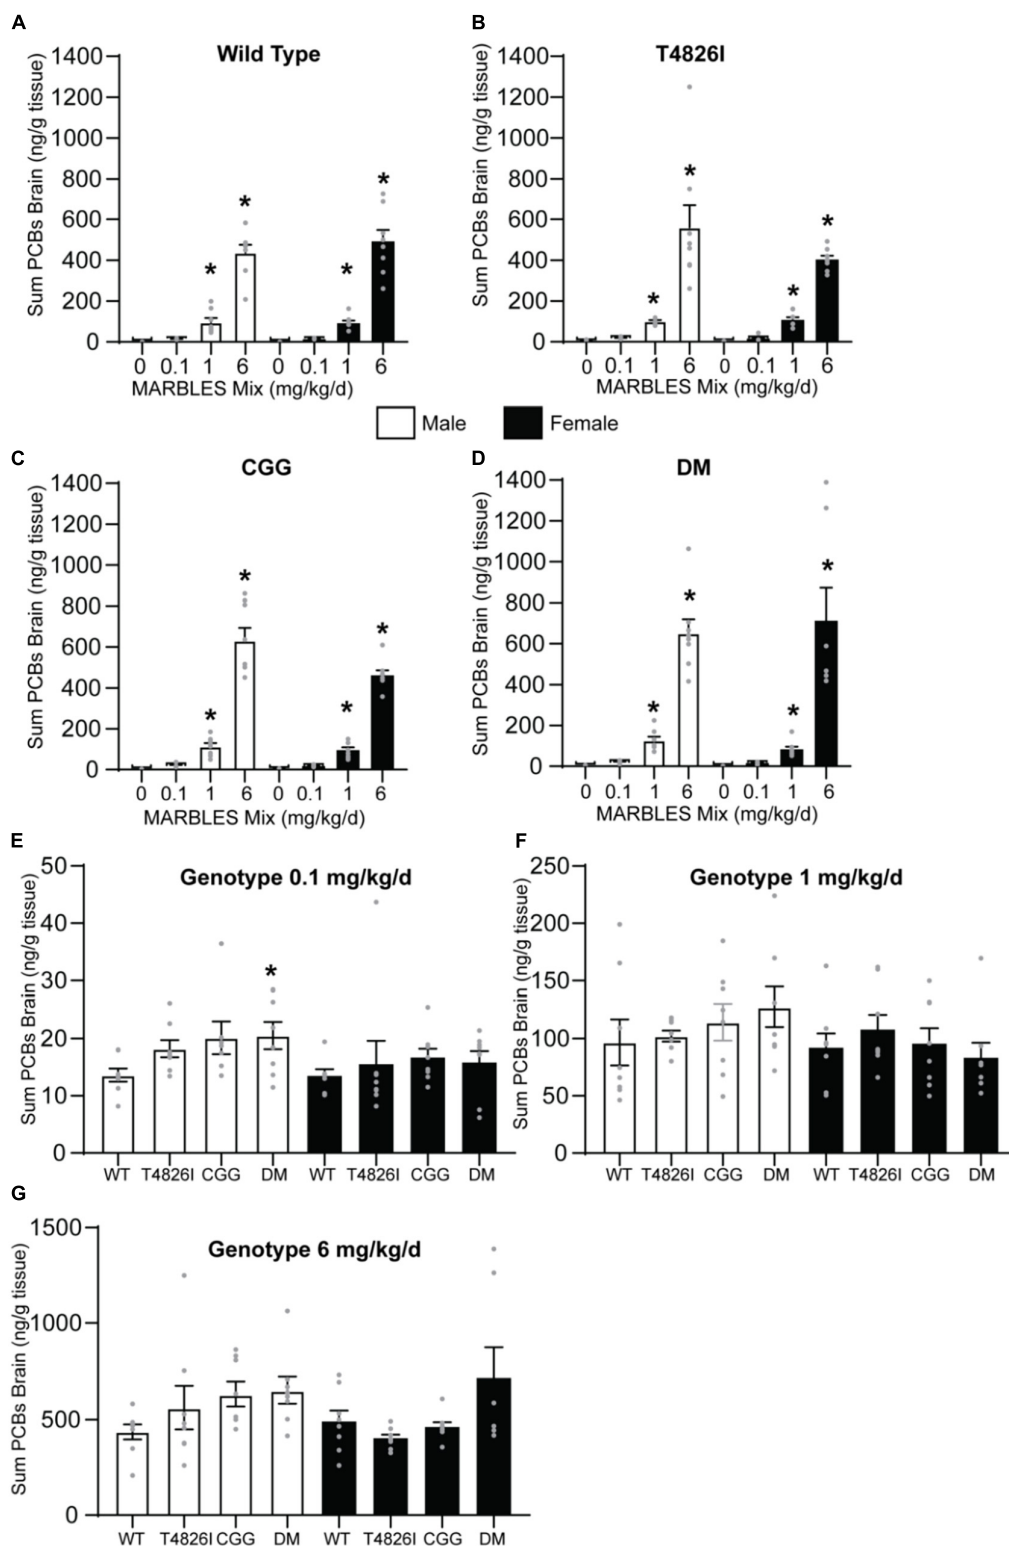 A
Wild Type
Sum PCBs Brain (ng/g tissue)
1400
1200
1000
800
600
400
200
0
* * * *
0 0.1 1 6 0 0.1 1 6
MARBLES Mix (mg/kg/d)
B
T4826I
Sum PCBs Brain (ng/g tissue)
1400
1200
1000
800
600
400
200
0
* * * *
0 0.1 1 6 0 0.1 1 6
MARBLES Mix (mg/kg/d)
Male Female
C
CGG
Sum PCBs Brain (ng/g tissue)
1400
1200
1000
800
600
400
200
0
* * * *
0 0.1 1 6 0 0.1 1 6
MARBLES Mix (mg/kg/d)
D
DM
Sum PCBs Brain (ng/g tissue)
1400
1200
1000
800
600
400
200
0
* * * *
0 0.1 1 6 0 0.1 1 6
MARBLES Mix (mg/kg/d)
E
Genotype 0.1 mg/kg/d
Sum PCBs Brain (ng/g tissue)
50
40
30
20
10
0
*
WT T4826I CGG DM WT T4826I CGG DM
F
Genotype 1 mg/kg/d
Sum PCBs Brain (ng/g tissue)
250
200
150
100
50
0
WT T4826I CGG DM WT T4826I CGG DM
G
Genotype 6 mg/kg/d
Sum PCBs Brain (ng/g tissue)
1500
1000
500
0
WT T4826I CGG DM WT T4826I CGG DM